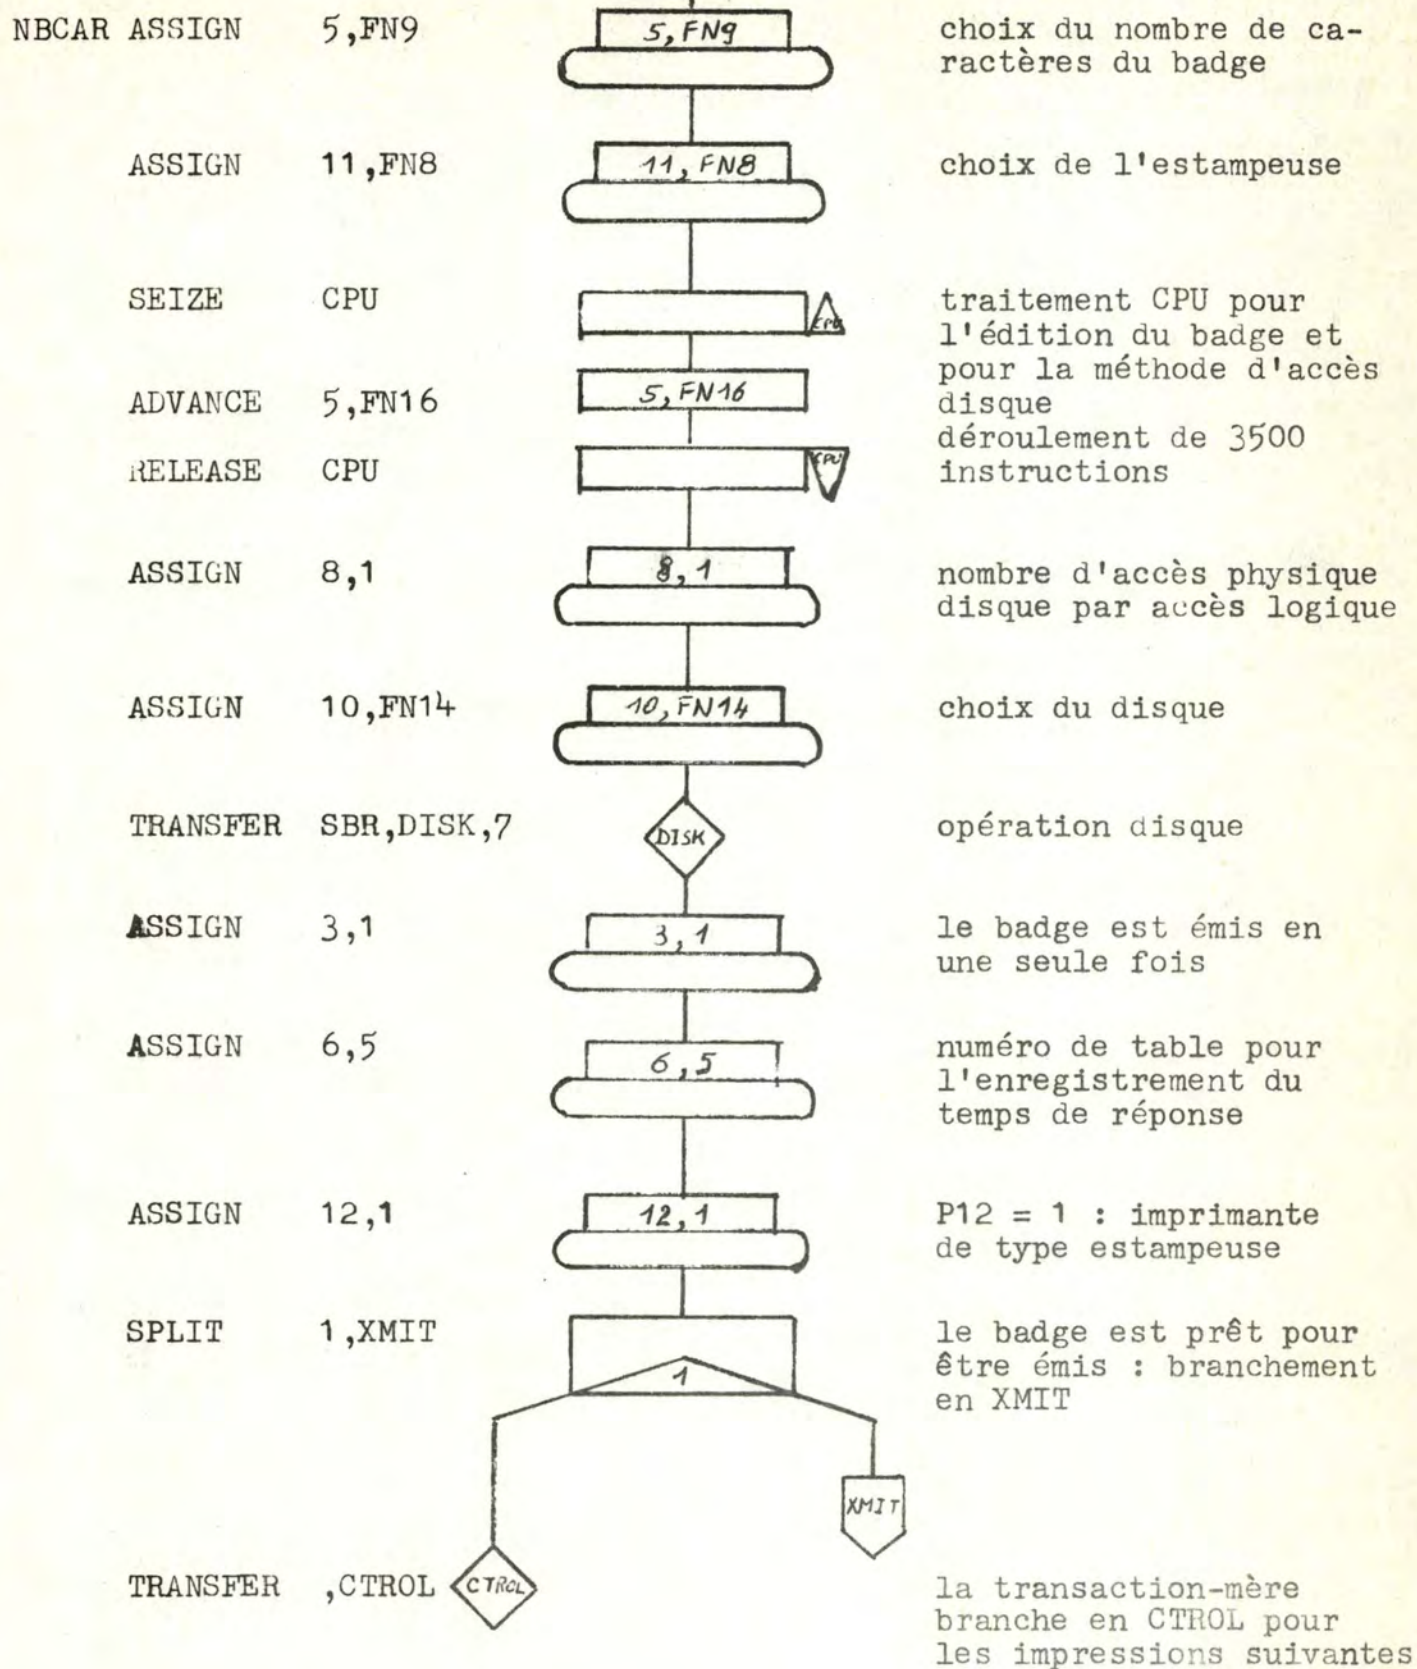 NBCAR ASSIGN 5,FN9 5,FN9 choix du nombre de ca-
ractères du badge
ASSIGN 11,FN8 11,FN8 choix de l'estampeuse
SEIZE CPU CPU traitement CPU pour
l'édition du badge et
pour la méthode d'accès
ADVANCE 5,FN16 5,FN16 disque
déroulement de 3500
RELEASE CPU CPU instructions
ASSIGN 8,1 8,1 nombre d'accès physique
disque par accès logique
ASSIGN 10,FN14 10,FN14 choix du disque
TRANSFER SBR,DISK,7 DISK opération disque
ASSIGN 3,1 3,1 le badge est émis en
une seule fois
ASSIGN 6,5 6,5 numéro de table pour
l'enregistrement du
temps de réponse
ASSIGN 12,1 12,1 P12 = 1 : imprimante
de type estampeuse
SPLIT 1,XMIT le badge est prêt pour
1 être émis : branchement
en XMIT
XMIT
TRANSFER ,CTROL CTROL la transaction-mère
branche en CTROL pour
les impressions suivantes